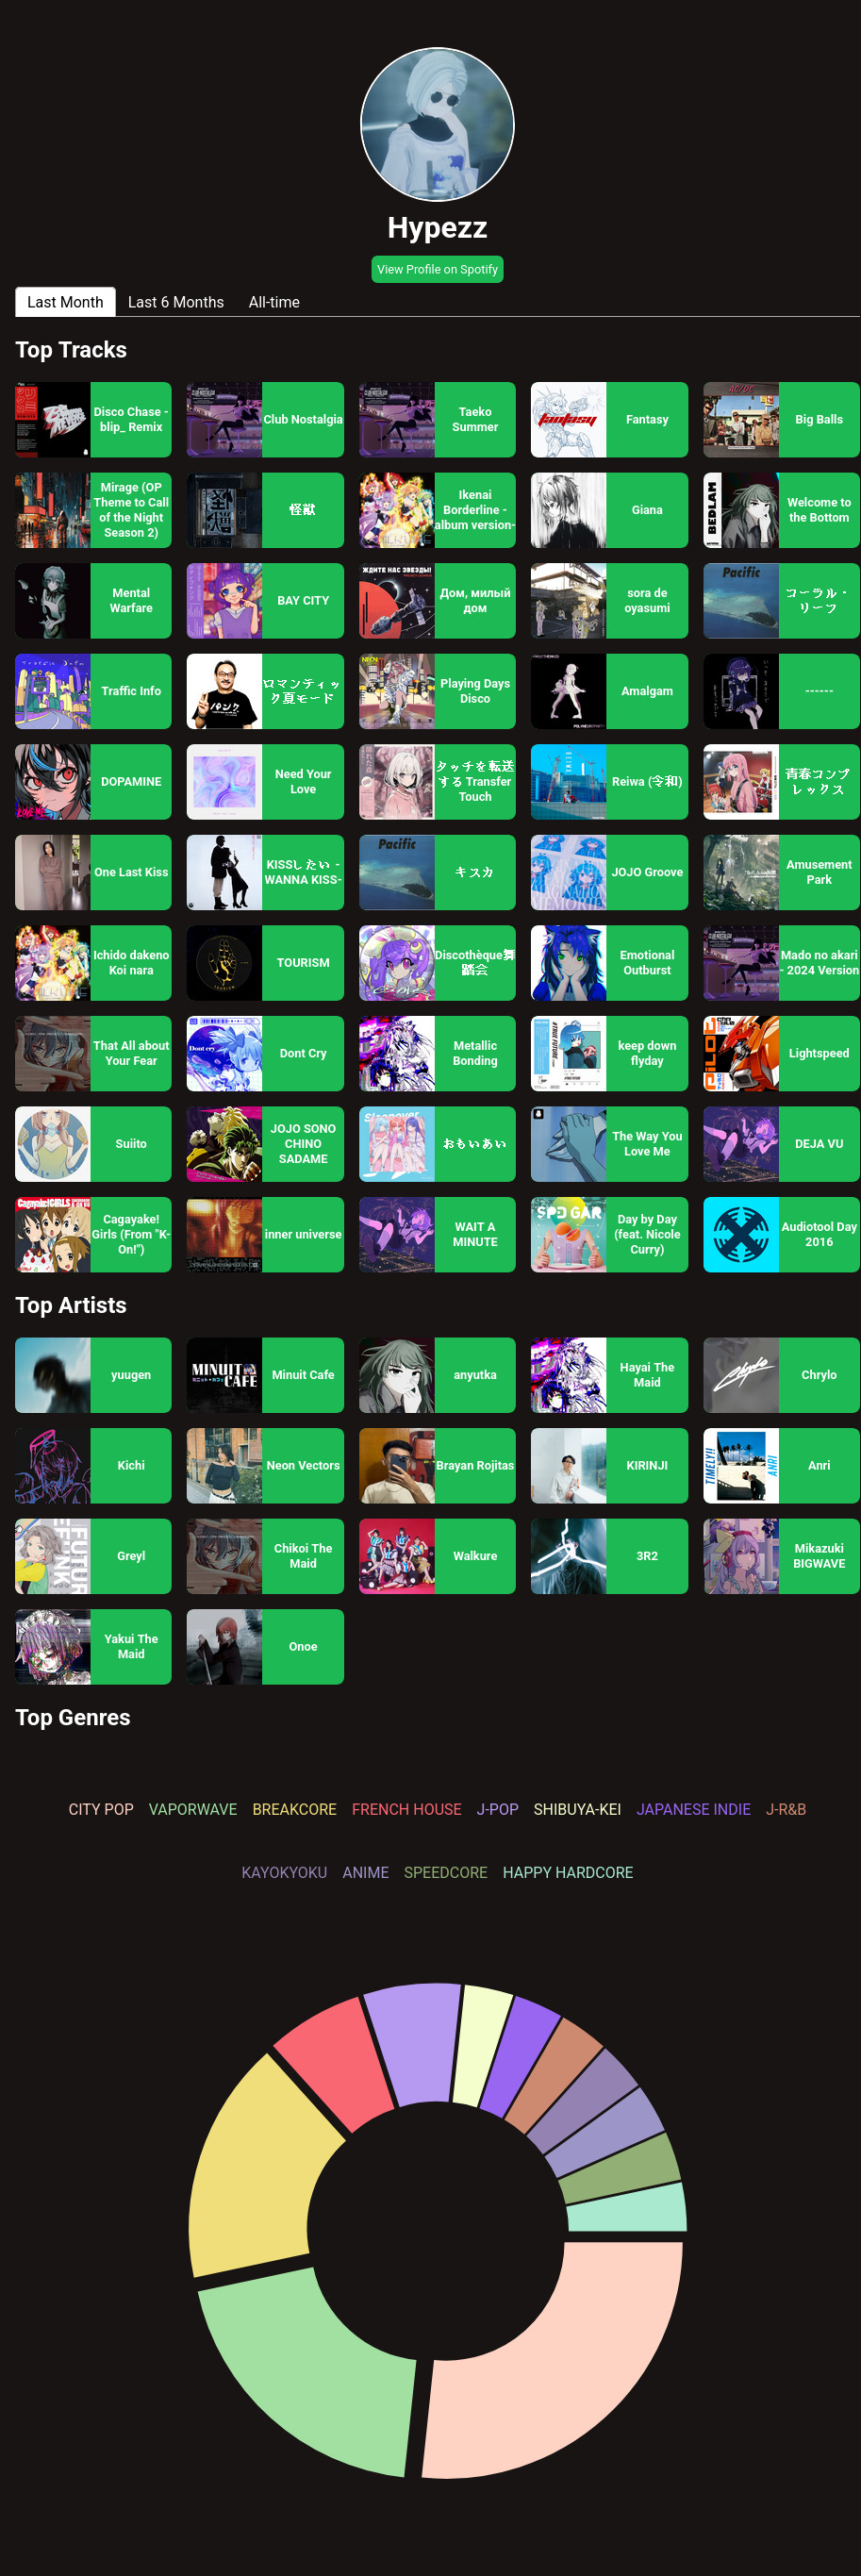 Hypezz
View Profile on Spotify
Last Month Last 6 Months All-time
Top Tracks
Disco Chase -
blip_ Remix
Club Nostalgia
Taeko
Summer
Fantasy
Big Balls
Mirage (OP
Theme to Call
of the Night
Season 2)
怪獣
Ikenai
Borderline -
album version-
Giana
BEDLAM
Welcome to
the Bottom
Mental
Warfare
BAY CITY
ЖДИТЕ НАС ЗВЕЗДЫ!
Дом, милый
дом
sora de
oyasumi
Pacific
コーラル・
リーフ
Traffic Info
ロマンティッ
ク夏モード
Playing Days
Disco
Amalgam
------
DOPAMINE
Need Your
Love
タッチを転送
する Transfer
Touch
Reiwa (令和)
青春コンプ
レックス
One Last Kiss
KISSしたい -
WANNA KISS-
Pacific
キスカ
JOJO Groove
Amusement
Park
Ichido dakeno
Koi nara
TOURISM
Discothèque舞
踏会
Emotional
Outburst
Mado no akari
- 2024 Version
That All about
Your Fear
Dont cry
Dont Cry
Metallic
Bonding
keep down
flyday
Lightspeed
Suiito
JOJO SONO
CHINO
SADAME
おもいあい
The Way You
Love Me
DEJA VU
Cagayake!
Girls (From "K-
On!")
inner universe
WAIT A
MINUTE
Day by Day
(feat. Nicole
Curry)
Audiotool Day
2016
Top Artists
yuugen
MINUIT
CAFE
Minuit Cafe
anyutka
Hayai The
Maid
Chrylo
Chrylo
Kichi
Neon Vectors
Brayan Rojitas
KIRINJI
TIMELY!!
ANRI
Anri
Greyl
Chikoi The
Maid
Walkure
3R2
Mikazuki
BIGWAVE
Yakui The
Maid
Onoe
Top Genres
CITY POP VAPORWAVE BREAKCORE FRENCH HOUSE J-POP SHIBUYA-KEI JAPANESE INDIE J-R&B
KAYOKYOKU ANIME SPEEDCORE HAPPY HARDCORE